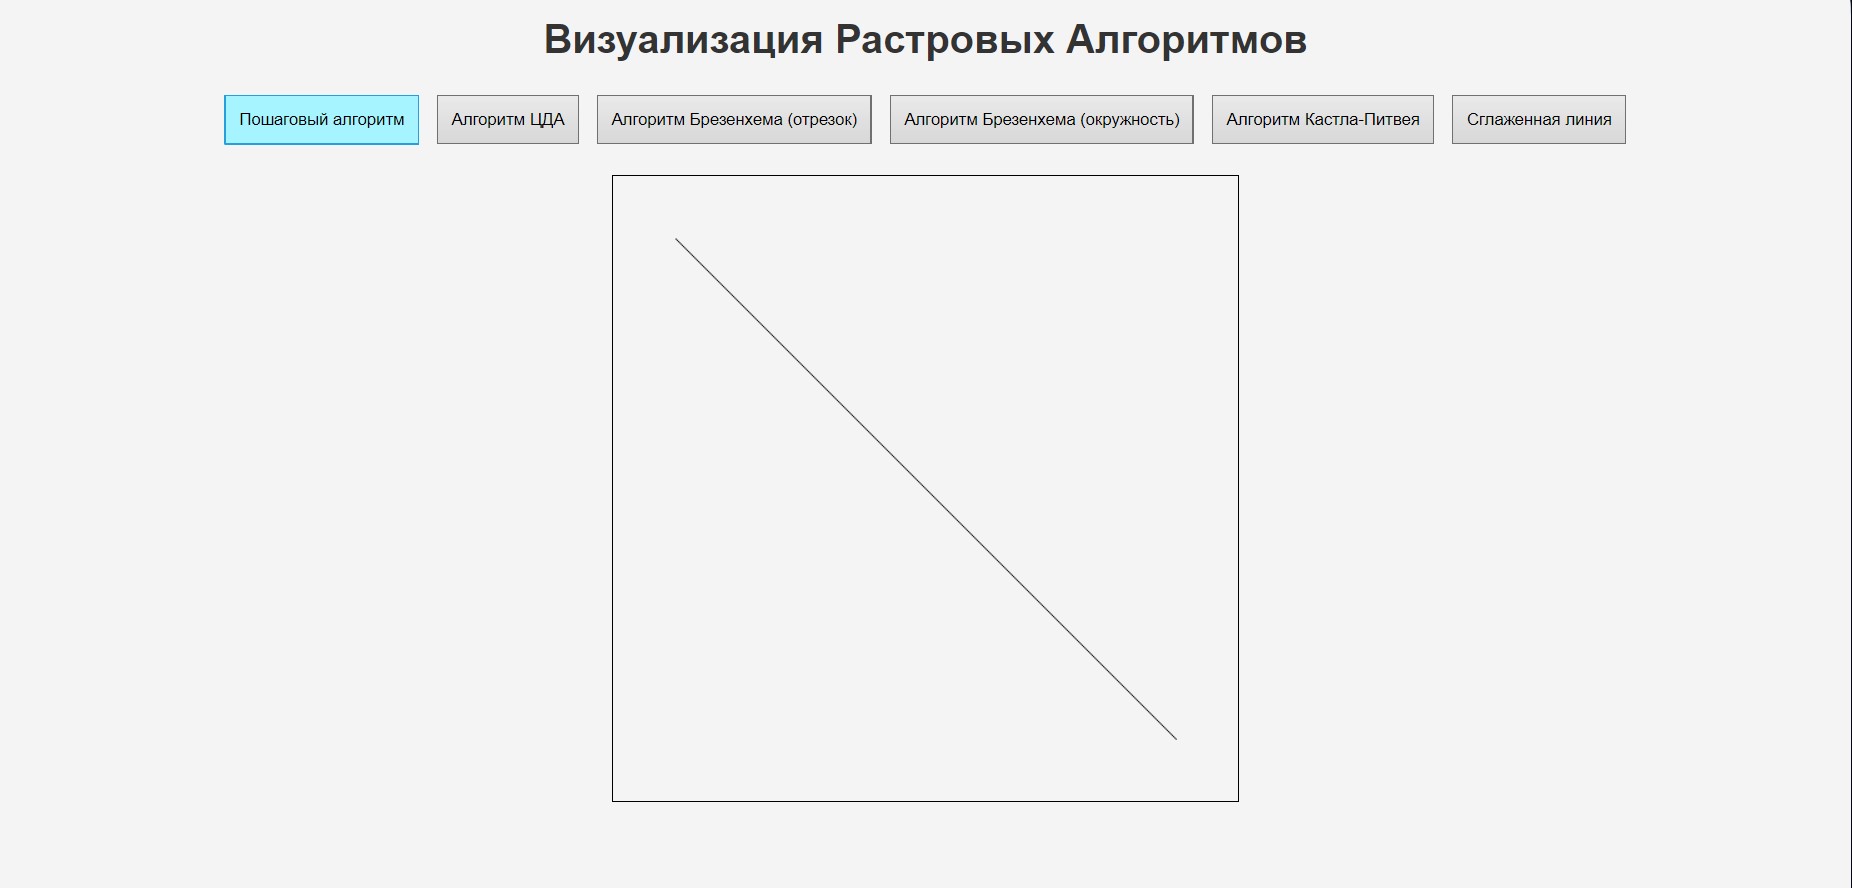 Визуализация Растровых Алгоритмов
Пошаговый алгоритм Алгоритм ЦДА Алгоритм Брезенхема (отрезок) Алгоритм Брезенхема (окружность) Алгоритм Кастла-Питвея Сглаженная линия